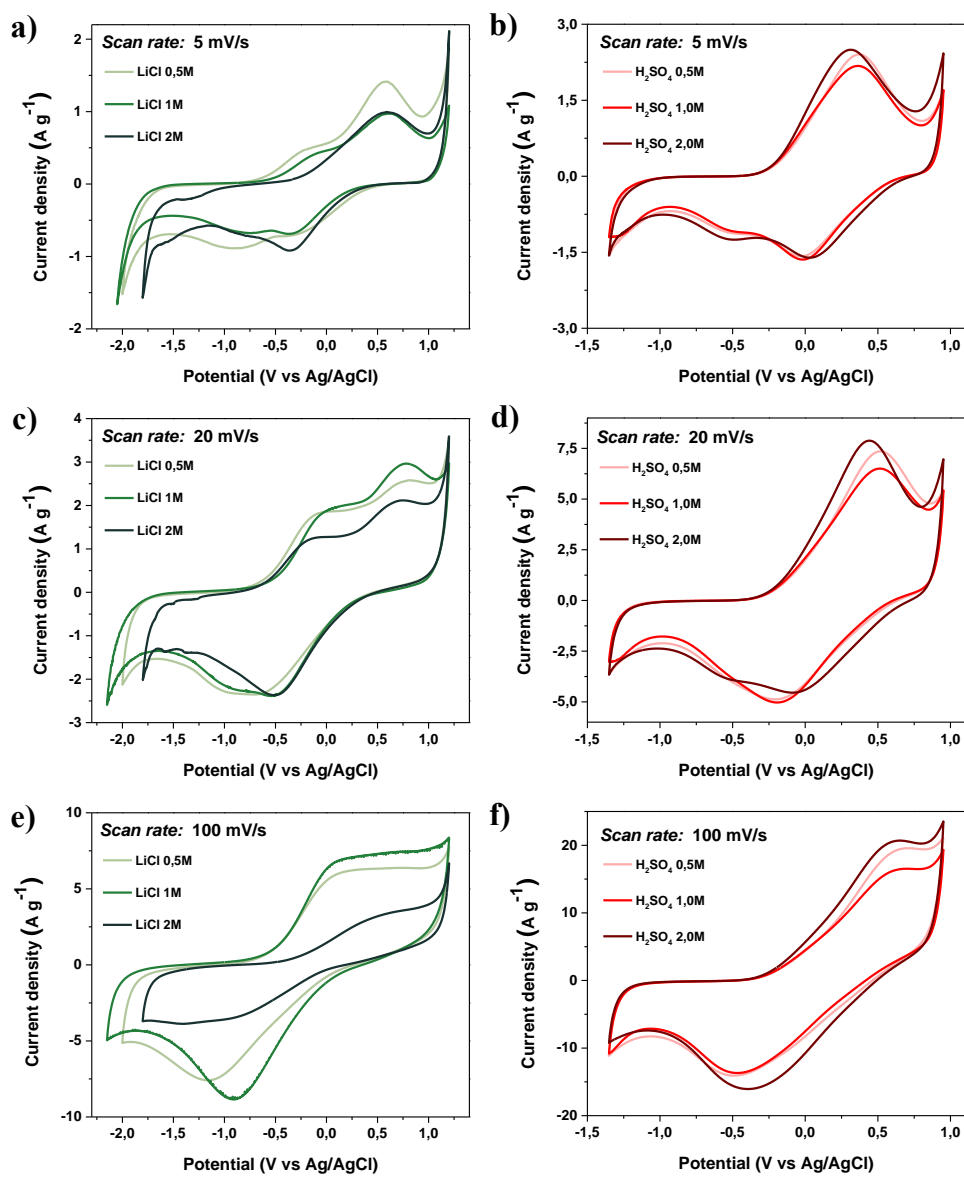 a)
Scan rate: 5 mV/s
LiCl 0,5M
LiCl 1M
LiCl 2M
2
1
0
-1
-2
Current density (A g⁻¹)
-2,0 -1,5 -1,0 -0,5 0,0 0,5 1,0
Potential (V vs Ag/AgCl)
b)
Scan rate: 5 mV/s
H₂SO₄ 0,5M
H₂SO₄ 1,0M
H₂SO₄ 2,0M
3,0
1,5
0,0
-1,5
-3,0
Current density (A g⁻¹)
-1,5 -1,0 -0,5 0,0 0,5 1,0
Potential (V vs Ag/AgCl)
c)
Scan rate: 20 mV/s
LiCl 0,5M
LiCl 1M
LiCl 2M
4
3
2
1
0
-1
-2
-3
Current density (A g⁻¹)
-2,0 -1,5 -1,0 -0,5 0,0 0,5 1,0
Potential (V vs Ag/AgCl)
d)
Scan rate: 20 mV/s
H₂SO₄ 0,5M
H₂SO₄ 1,0M
H₂SO₄ 2,0M
7,5
5,0
2,5
0,0
-2,5
-5,0
Current density (A g⁻¹)
-1,5 -1,0 -0,5 0,0 0,5 1,0
Potential (V vs Ag/AgCl)
e)
Scan rate: 100 mV/s
LiCl 0,5M
LiCl 1M
LiCl 2M
10
5
0
-5
-10
Current density (A g⁻¹)
-2,0 -1,5 -1,0 -0,5 0,0 0,5 1,0
Potential (V vs Ag/AgCl)
f)
Scan rate: 100 mV/s
H₂SO₄ 0,5M
H₂SO₄ 1,0M
H₂SO₄ 2,0M
20
10
0
-10
-20
Current density (A g⁻¹)
-1,5 -1,0 -0,5 0,0 0,5 1,0
Potential (V vs Ag/AgCl)